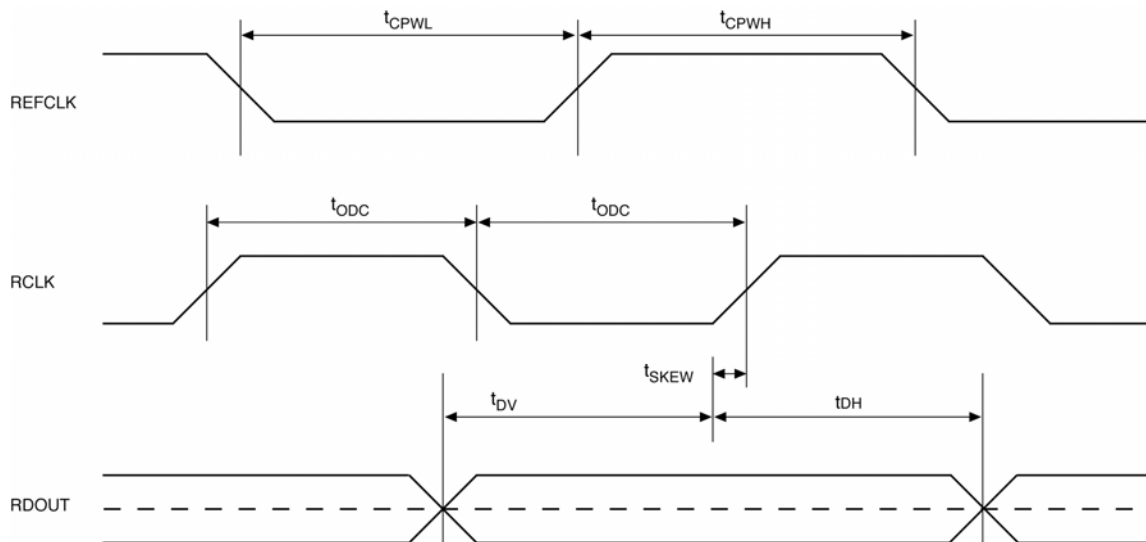 tCPWL tCPWH
REFCLK
tODC tODC
RCLK
tSKEW
tDV tDH
RDOUT